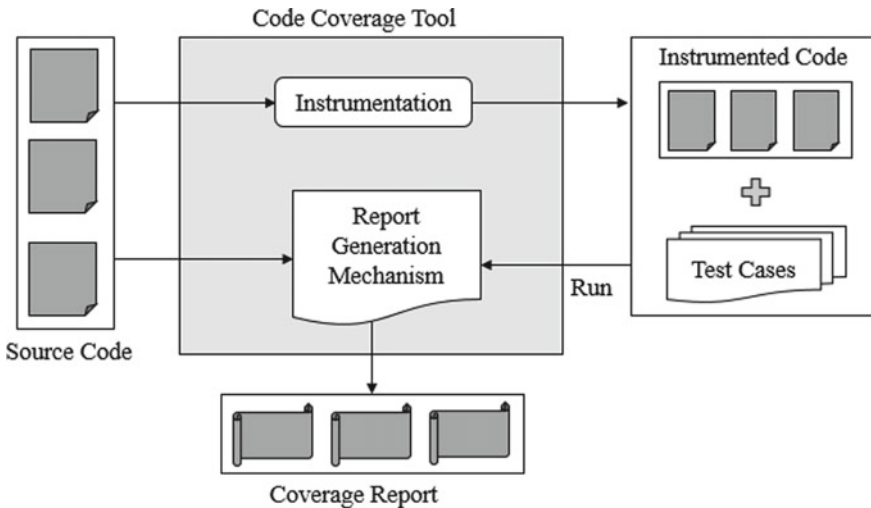 Code Coverage Tool
Instrumentation
Instrumented Code
Report
Generation
Mechanism
Test Cases
Run
Source Code
Coverage Report